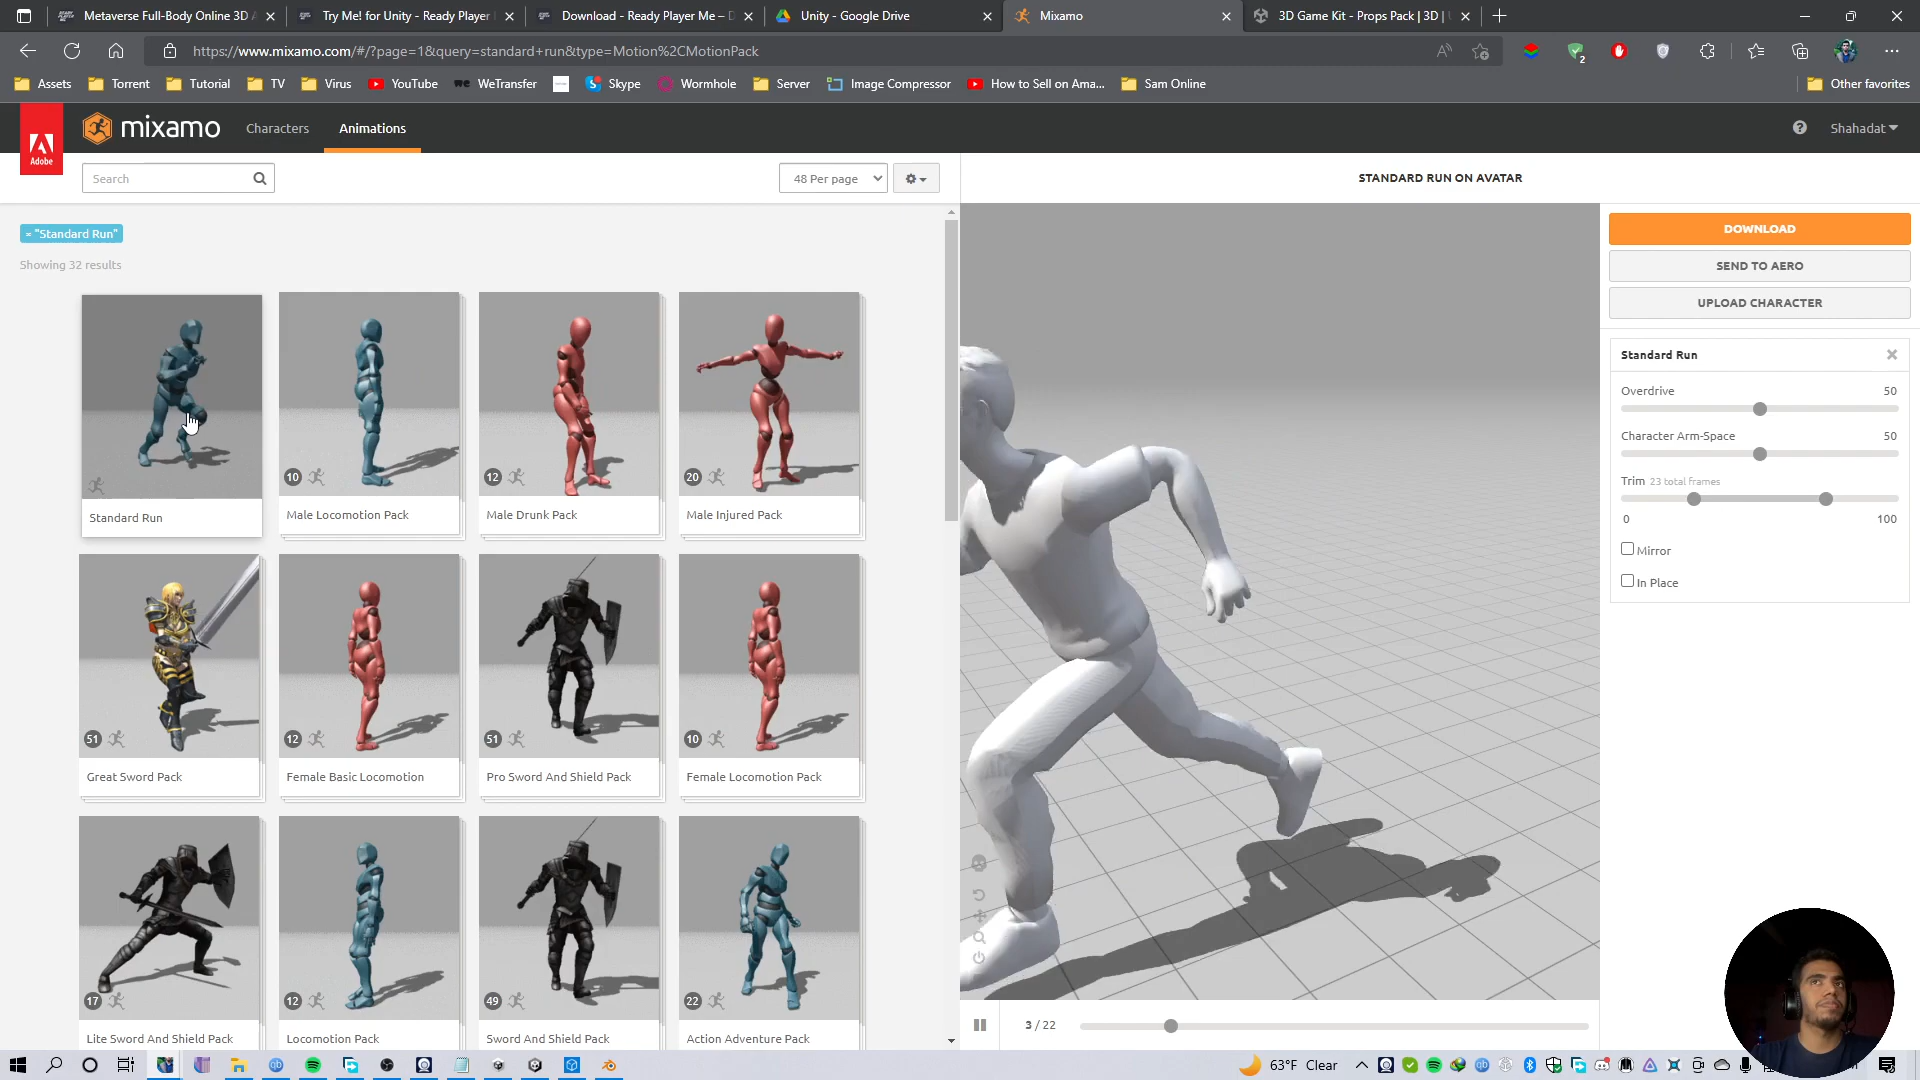 Metaverse Full-Body Online 3D A
Try Me! for Unity - Ready Player
Download - Ready Player Me – D
Unity - Google Drive
Mixamo
3D Game Kit - Props Pack | 3D |
https://www.mixamo.com/#/?page=1&query=standard+run&type=Motion%2CMotionPack
2
Assets
Torrent
Tutorial
TV
Virus
YouTube
WeTransfer
Skype
Wormhole
Server
Image Compressor
How to Sell on Ama...
Sam Online
Other favorites
Adobe
mixamo
Characters
Animations
Shahadat
Search
48 Per page
STANDARD RUN ON AVATAR
× "Standard Run"
Showing 32 results
DOWNLOAD
SEND TO AERO
UPLOAD CHARACTER
Standard Run
Overdrive 50
Character Arm-Space 50
Trim 23 total frames
0 100
Mirror
In Place
10
12
20
Standard Run
Male Locomotion Pack
Male Drunk Pack
Male Injured Pack
51
12
51
10
Great Sword Pack
Female Basic Locomotion
Pro Sword And Shield Pack
Female Locomotion Pack
17
12
49
22
Lite Sword And Shield Pack
Locomotion Pack
Sword And Shield Pack
Action Adventure Pack
3 / 22
63°F Clear